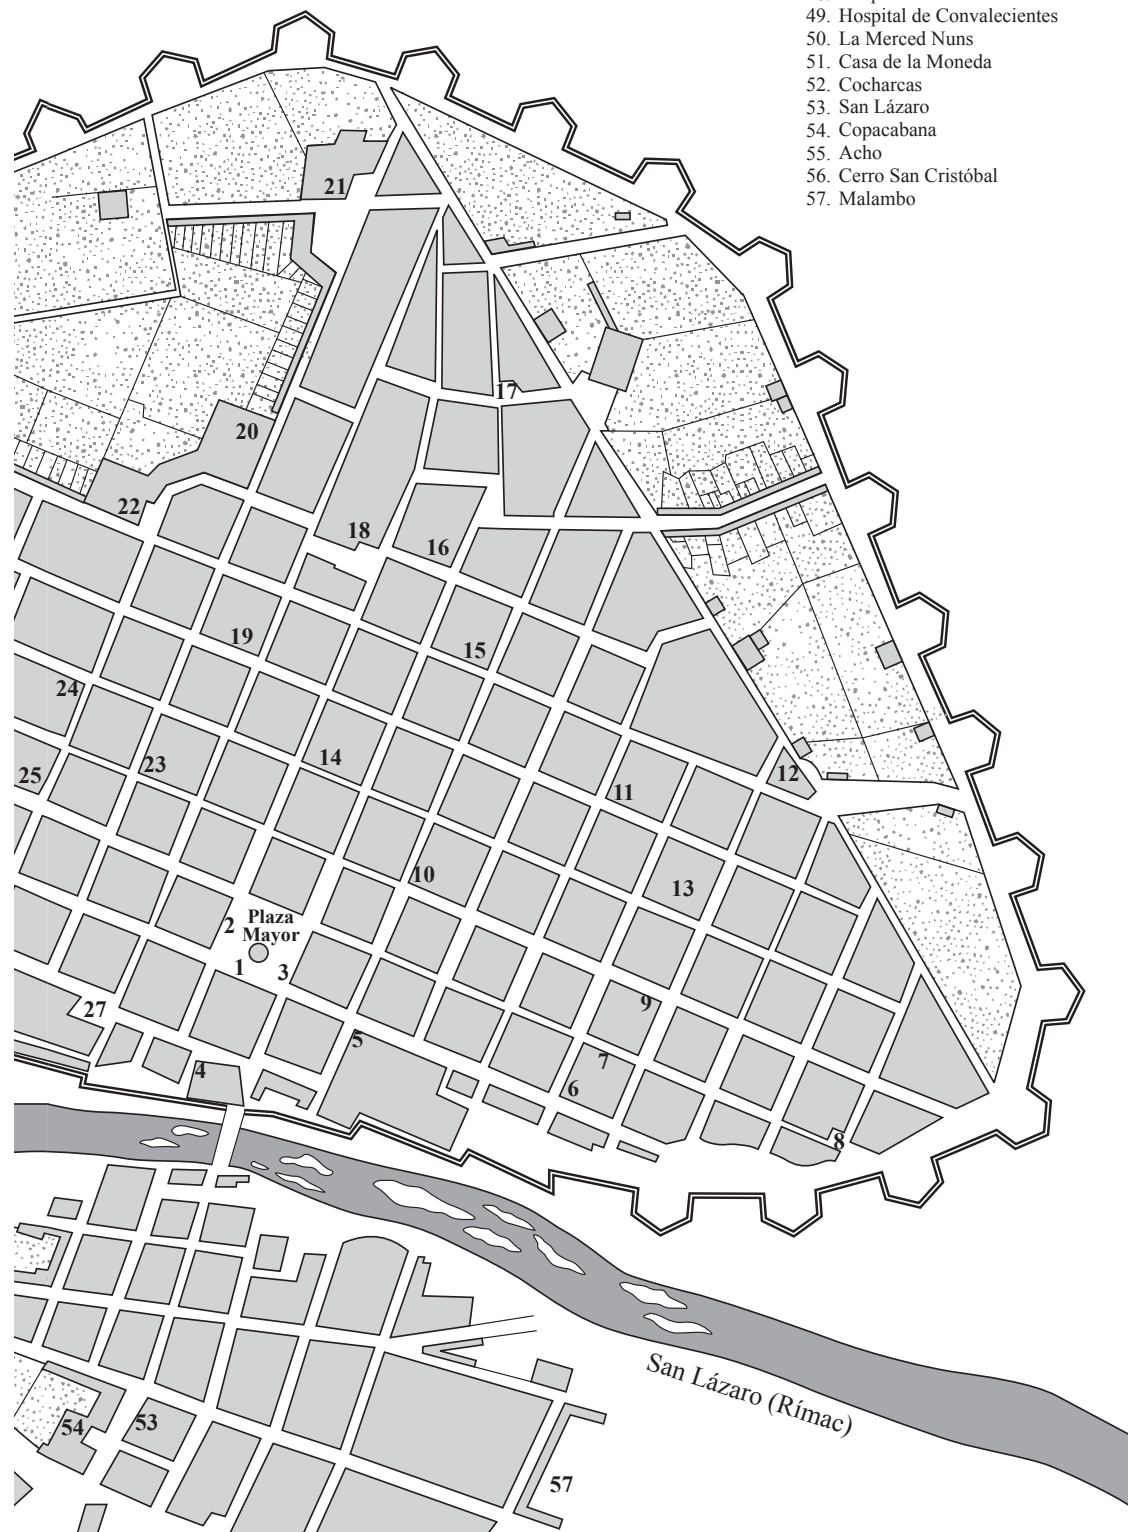 49. Hospital de Convalecientes
50. La Merced Nuns
51. Casa de la Moneda
52. Cocharcas
53. San Lázaro
54. Copacabana
55. Acho
56. Cerro San Cristóbal
57. Malambo
21
17
20
22
18
16
19
15
24
14
23
25
12
11
10
13
2
Plaza
Mayor
1
3
9
27
5
7
4
6
8
San Lázaro (Rímac)
53
54
57